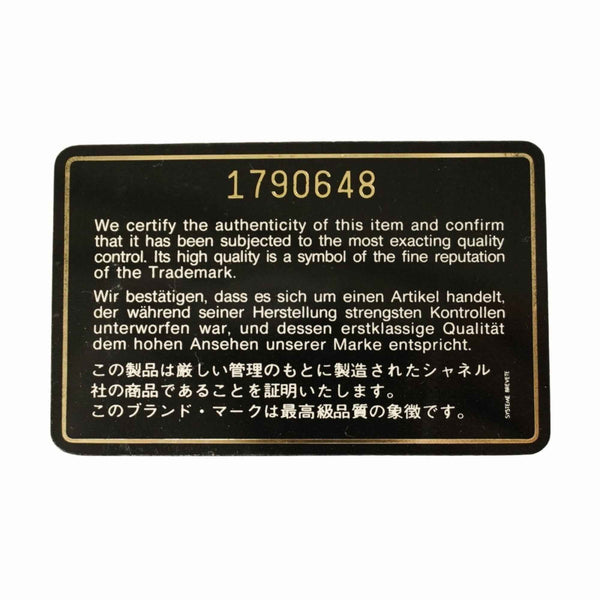 1790648
We certify the authenticity of this item and confirm
that it has been subjected to the most exacting quality
control. Its high quality is a symbol of the fine reputation
of the Trademark.
Wir bestätigen, dass es sich um einen Artikel handelt,
der während seiner Herstellung strengsten Kontrollen
unterworfen war, und dessen erstklassige Qualität
dem hohen Ansehen unserer Marke entspricht.
この製品は厳しい管理のもとに製造されたシャネル
社の商品であることを証明いたします。
このブランド・マークは最高級品質の象徴です。
SYSTEME BREVETE